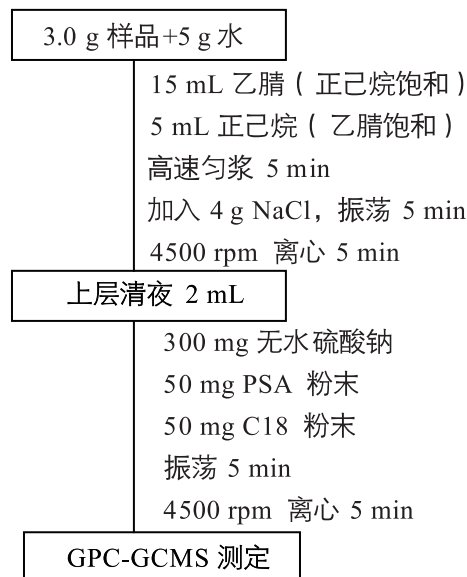 3.0 g 样品+5 g 水
15 mL 乙腈（正己烷饱和）
5 mL 正己烷（乙腈饱和）
高速匀浆 5 min
加入 4 g NaCl，振荡 5 min
4500 rpm 离心 5 min
上层清夜 2 mL
300 mg 无水硫酸钠
50 mg PSA 粉末
50 mg C18 粉末
振荡 5 min
4500 rpm 离心 5 min
GPC-GCMS 测定